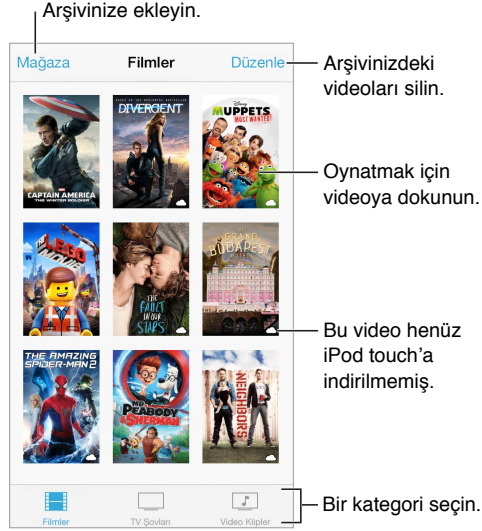 Arşivinize ekleyin.
Mağaza
Filmler
Düzenle
Arşivinizdeki
videoları silin.
CAPTAIN AMERICA
THE WINTER SOLDIER
DIVERGENT
Disney
MUPPETS
MOST WANTED
Oynatmak için
videoya dokunun.
THE LEGO
MOVIE
THE
FAULT
IN OUR
STARS
THE
GRAND
BUDAPEST
HOTEL
Bu video henüz
iPod touch’a
indirilmemiş.
THE AMAZING
SPIDER-MAN 2
MR.
PEABODY
&SHERMAN
NEIGHBORS
Filmler
TV Şovları
Video Klipler
Bir kategori seçin.